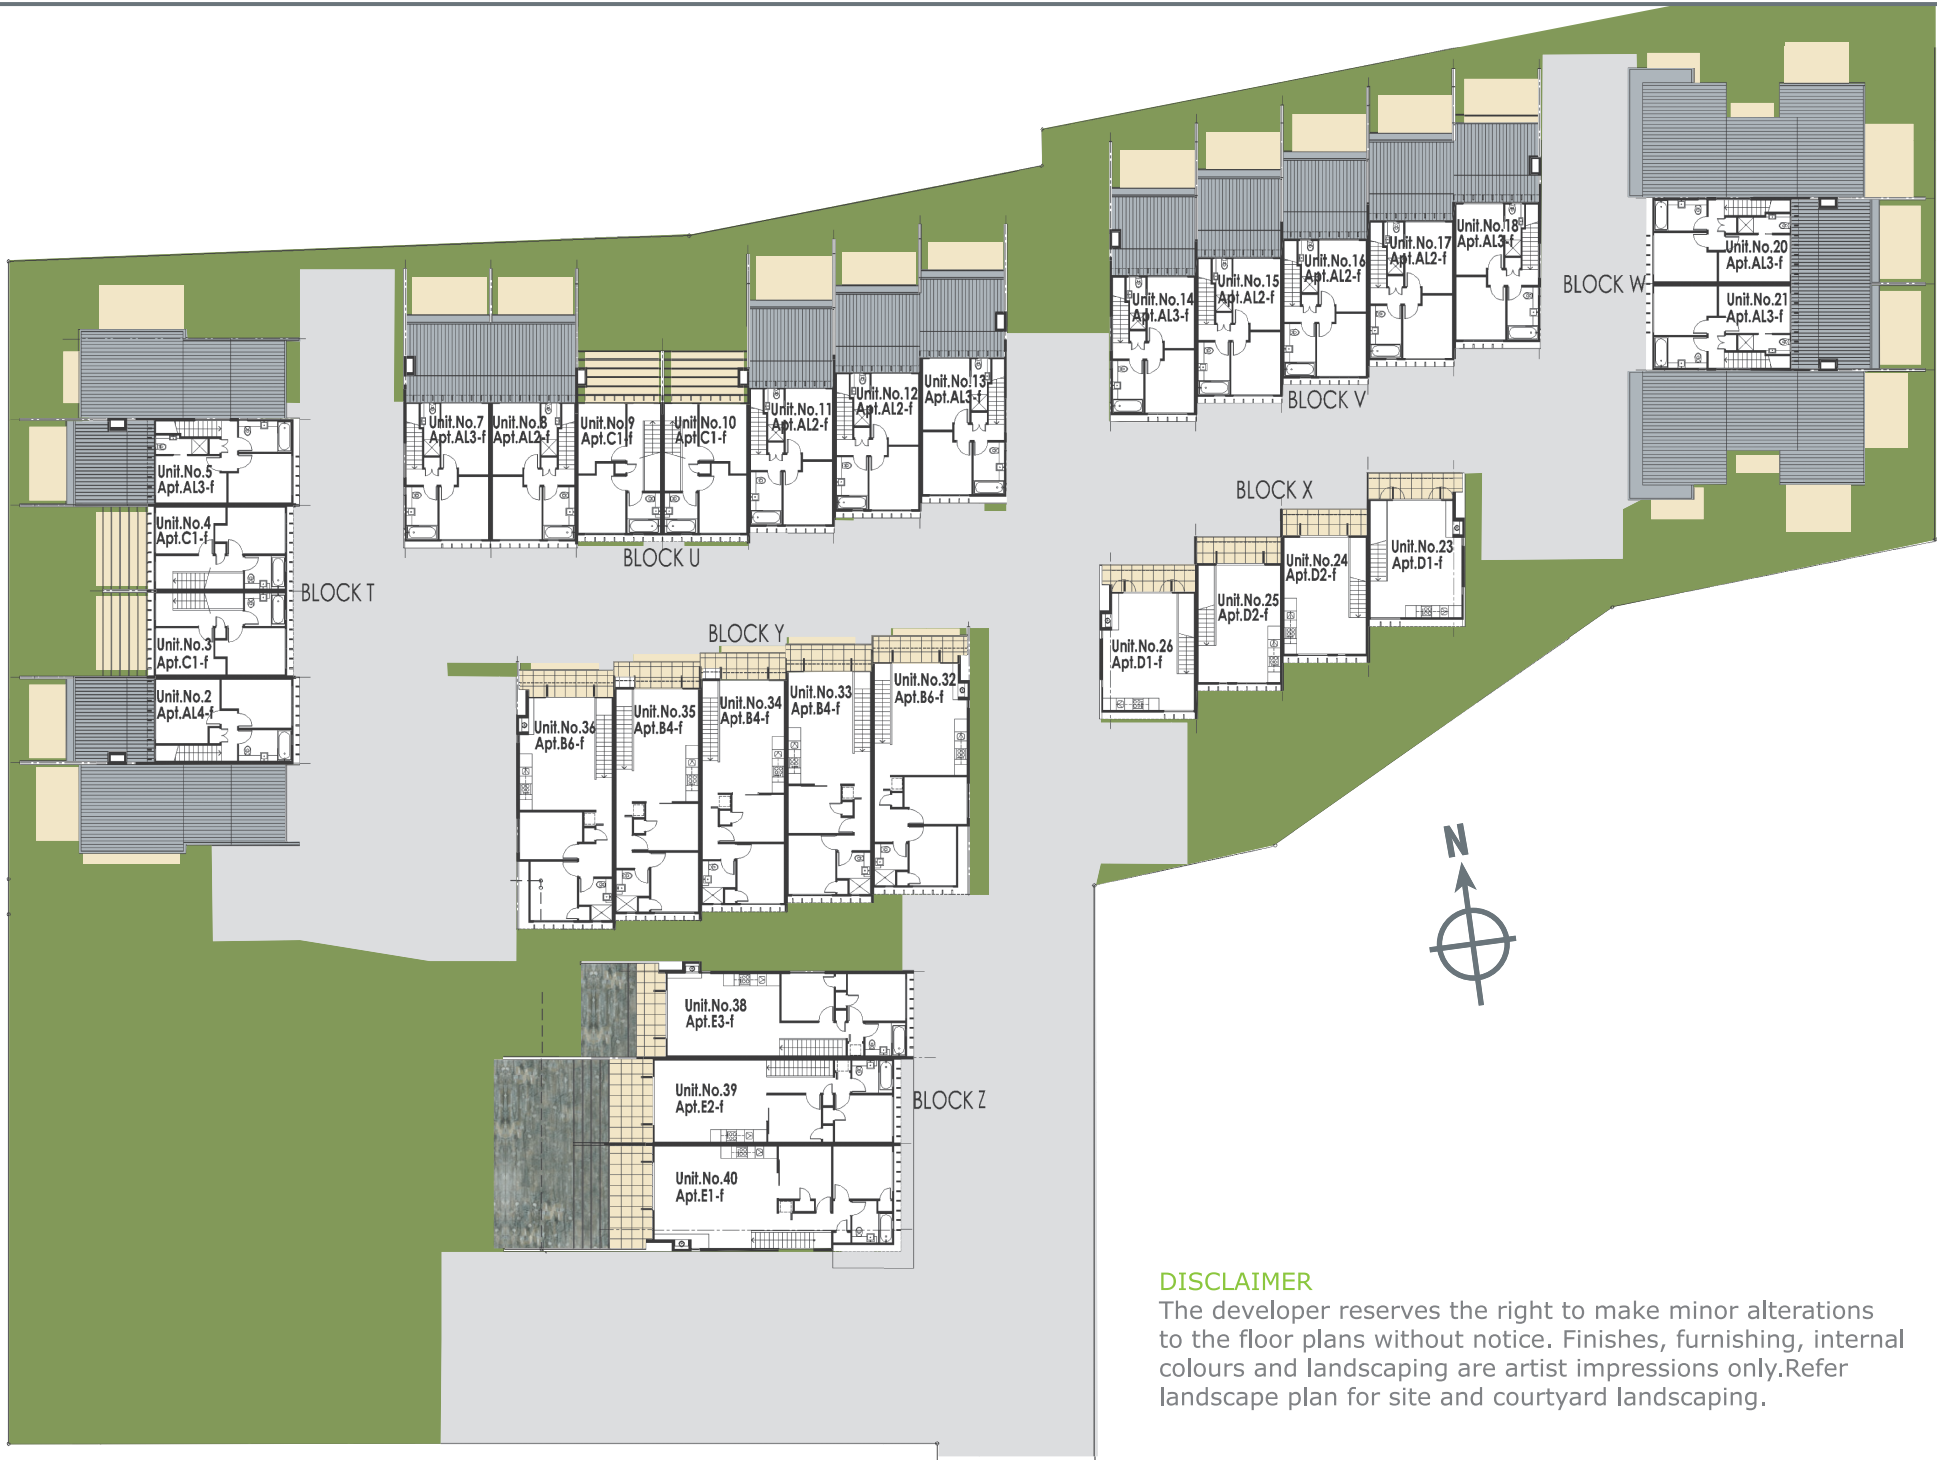 Unit.No.18
Apt.AL3-f
Unit.No.17
Apt.AL2-f
Unit.No.16
Apt.AL2-f
Unit.No.15
Apt.AL2-f
Unit.No.14
Apt.AL3-f
BLOCK V
Unit.No.20
Apt.AL3-f
Unit.No.21
Apt.AL3-f
BLOCK W
Unit.No.7
Apt.AL3-f
Unit.No.8
Apt.AL2-f
Unit.No.9
Apt.C1-f
Unit.No.10
Apt.C1-f
Unit.No.11
Apt.AL2-f
Unit.No.12
Apt.AL2-f
Unit.No.13
Apt.AL3-f
BLOCK U
Unit.No.5
Apt.AL3-f
Unit.No.4
Apt.C1-f
Unit.No.3
Apt.C1-f
Unit.No.2
Apt.AL4-f
BLOCK T
BLOCK X
Unit.No.23
Apt.D1-f
Unit.No.24
Apt.D2-f
Unit.No.25
Apt.D2-f
Unit.No.26
Apt.D1-f
BLOCK Y
Unit.No.32
Apt.B6-f
Unit.No.33
Apt.B4-f
Unit.No.34
Apt.B4-f
Unit.No.35
Apt.B4-f
Unit.No.36
Apt.B6-f
N
Unit.No.38
Apt.E3-f
Unit.No.39
Apt.E2-f
Unit.No.40
Apt.E1-f
BLOCK Z
DISCLAIMER
The developer reserves the right to make minor alterations
to the floor plans without notice. Finishes, furnishing, internal
colours and landscaping are artist impressions only.Refer
landscape plan for site and courtyard landscaping.